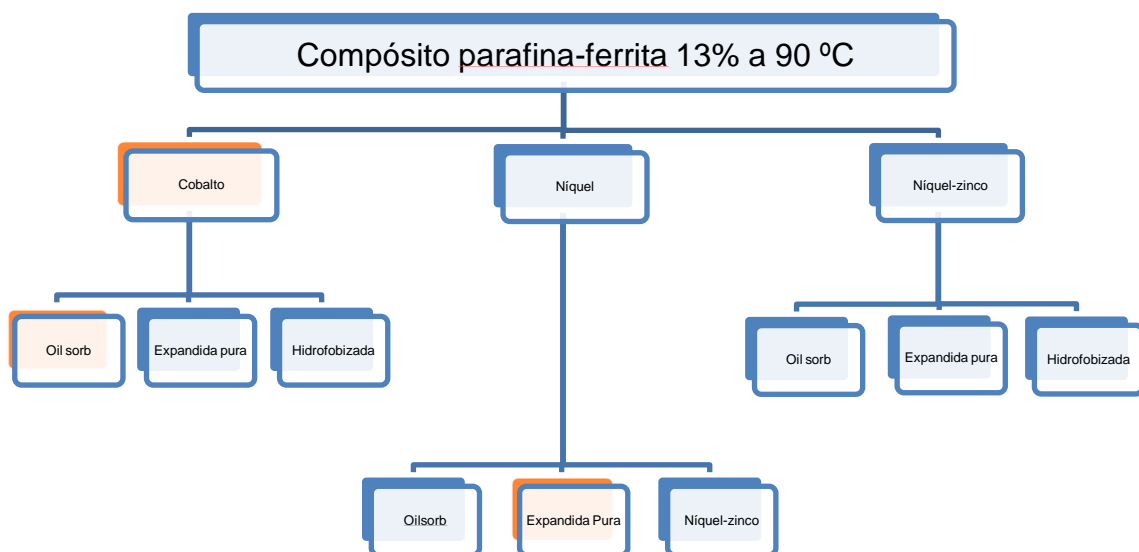 Compósito parafina-ferrita 13% a 90 ºC
Cobalto
Níquel
Níquel-zinco
Oil sorb
Expandida pura
Hidrofobizada
Oil sorb
Expandida pura
Hidrofobizada
Oilsorb
Expandida Pura
Níquel-zinco